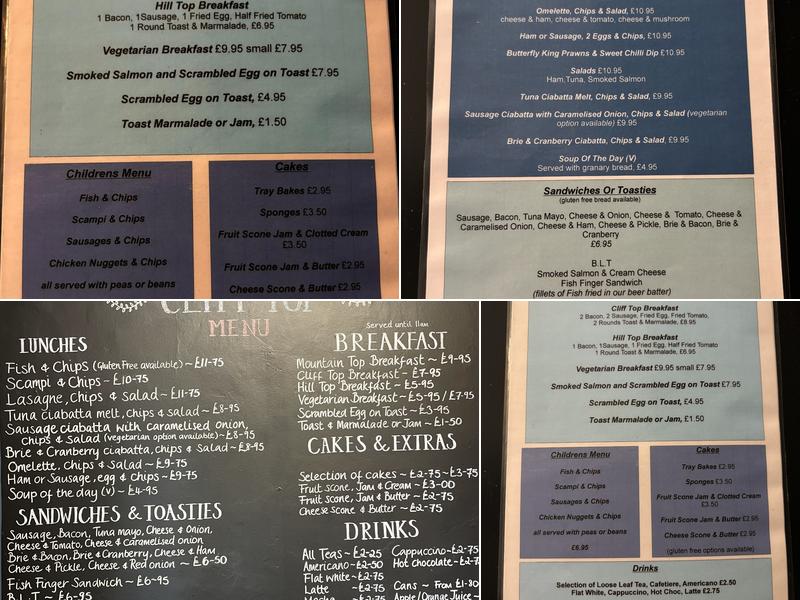 Hill Top Breakfast
1 Bacon, 1Sausage, 1 Fried Egg, Half Fried Tomato
1 Round Toast & Marmalade, £6.95
Vegetarian Breakfast £9.95 small £7.95
Smoked Salmon and Scrambled Egg on Toast £7.95
Scrambled Egg on Toast, £4.95
Toast Marmalade or Jam, £1.50
Childrens Menu
Fish & Chips
Scampi & Chips
Sausages & Chips
Chicken Nuggets & Chips
all served with peas or beans
Cakes
Tray Bakes £2.95
Sponges £3.50
Fruit Scone Jam & Clotted Cream
£3.50
Fruit Scone Jam & Butter £2.95
Cheese Scone & Butter £2.95
Omelette, Chips & Salad, £10.95
cheese & ham, cheese & tomato, cheese & mushroom
Ham or Sausage, 2 Eggs & Chips, £10.95
Butterfly King Prawns & Sweet Chilli Dip £10.95
Salads £10.95
Ham,Tuna, Smoked Salmon
Tuna Ciabatta Melt, Chips & Salad, £9.95
Sausage Ciabatta with Caramelised Onion, Chips & Salad (vegetarian
option available) £9.95
Brie & Cranberry Ciabatta, Chips & Salad, £9.95
Soup Of The Day (V)
Served with granary bread, £4.95
Sandwiches Or Toasties
(gluten free bread available)
Sausage, Bacon, Tuna Mayo, Cheese & Onion, Cheese & Tomato, Cheese &
Caramelised Onion, Cheese & Ham, Cheese & Pickle, Brie & Bacon, Brie &
Cranberry
£6.95
B.L.T
Smoked Salmon & Cream Cheese
Fish Finger Sandwich
(fillets of Fish fried in our beer batter)
CLIFF TOP
MENU
LUNCHES
Fish & Chips (Gluten Free available) ~ £11-75
Scampi & Chips - £10-75
Lasagne, chips & salad ~ £11-75
Tuna ciabatta melt, chips & salad ~ £8-95
Sausage ciabatta with caramelised onion,
chips & Salad (vegetarian option available) ~ £8-95
Brie & Cranberry ciabatta, chips & salad ~ £8-95
Omelette, chips & Salad ~ £9-75
Ham or Sausage, egg & chips ~ £9-75
Soup of the day (v) ~ £4-95
SANDWICHES & TOASTIES
Sausage, Bacon, Tuna mayo, Cheese & Onion,
Cheese & Tomato, Cheese & Caramelised onion
Brie & Bacon, Brie & Cranberry, Cheese & Ham
Cheese & Pickle, Cheese & Red onion ~ £6-50
Fish Finger Sandwich ~ £6-95
B.L.T ~ £6-95
Served until 11am
BREAKFAST
Mountain Top Breakfast ~ £9-95
Cliff Top Breakfast - £7-95
Hill Top Breakfast ~ £5-95
Vegetarian Breakfast ~ £5-95 / £7-95
Scrambled Egg on Toast ~ £3-95
Toast & Marmalade or Jam ~ £1-50
CAKES & EXTRAS
Selection of cakes ~ £2-75 ~ £3-75
Fruit Scone, Jam & Cream ~ £3-00
Fruit Scone, Jam & Butter ~ £2-75
Cheese Scone & Butter ~ £2-75
DRINKS
All Teas ~ £2-25
Americano ~ £2-50
Flat white ~ £2-75
Latte ~ £2-75
Mocha ~ £2-75
Cappuccino ~ £2-75
Hot chocolate ~ £2-7
Cans ~ From £1-80
Apple/Orange Juice ~
Cliff Top Breakfast
2 Bacon, 2 Sausage, Fried Egg, Fried Tomato,
2 Rounds Toast & Marmalade, £8.95
Hill Top Breakfast
1 Bacon, 1Sausage, 1 Fried Egg, Half Fried Tomato
1 Round Toast & Marmalade, £6.95
Vegetarian Breakfast £9.95 small £7.95
Smoked Salmon and Scrambled Egg on Toast £7.95
Scrambled Egg on Toast, £4.95
Toast Marmalade or Jam, £1.50
Childrens Menu
Fish & Chips
Scampi & Chips
Sausages & Chips
Chicken Nuggets & Chips
all served with peas or beans
£6.95
Cakes
Tray Bakes £2.95
Sponges £3.50
Fruit Scone Jam & Clotted Cream
£3.50
Fruit Scone Jam & Butter £2.95
Cheese Scone & Butter £2.95
(gluten free options available)
Drinks
Selection of Loose Leaf Tea, Cafetiere, Americano £2.50
Flat White, Cappucino, Hot Choc, Latte £2.75